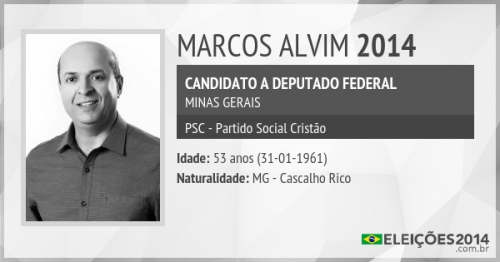 MARCOS ALVIM 2014
CANDIDATO A DEPUTADO FEDERAL
MINAS GERAIS
PSC - Partido Social Cristão
Idade: 53 anos (31-01-1961)
Naturalidade: MG - Cascalho Rico
ELEIÇÕES2014
.com.br